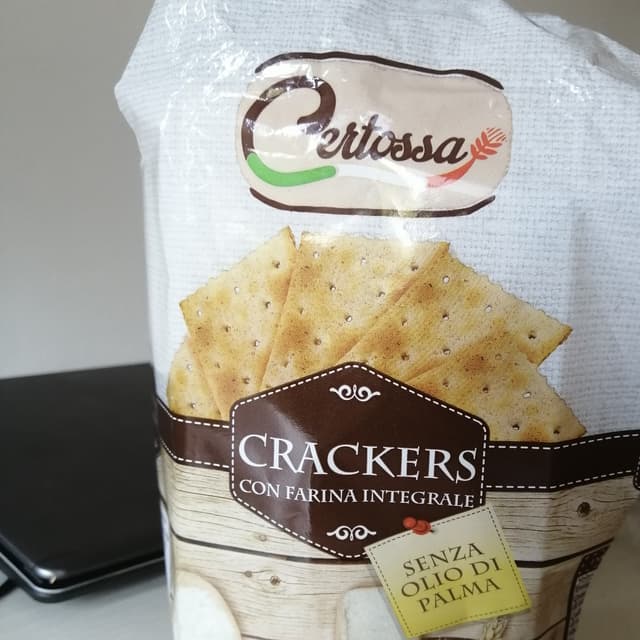 Certossa
CRACKERS
CON FARINA INTEGRALE
SENZA
OLIO DI
PALMA